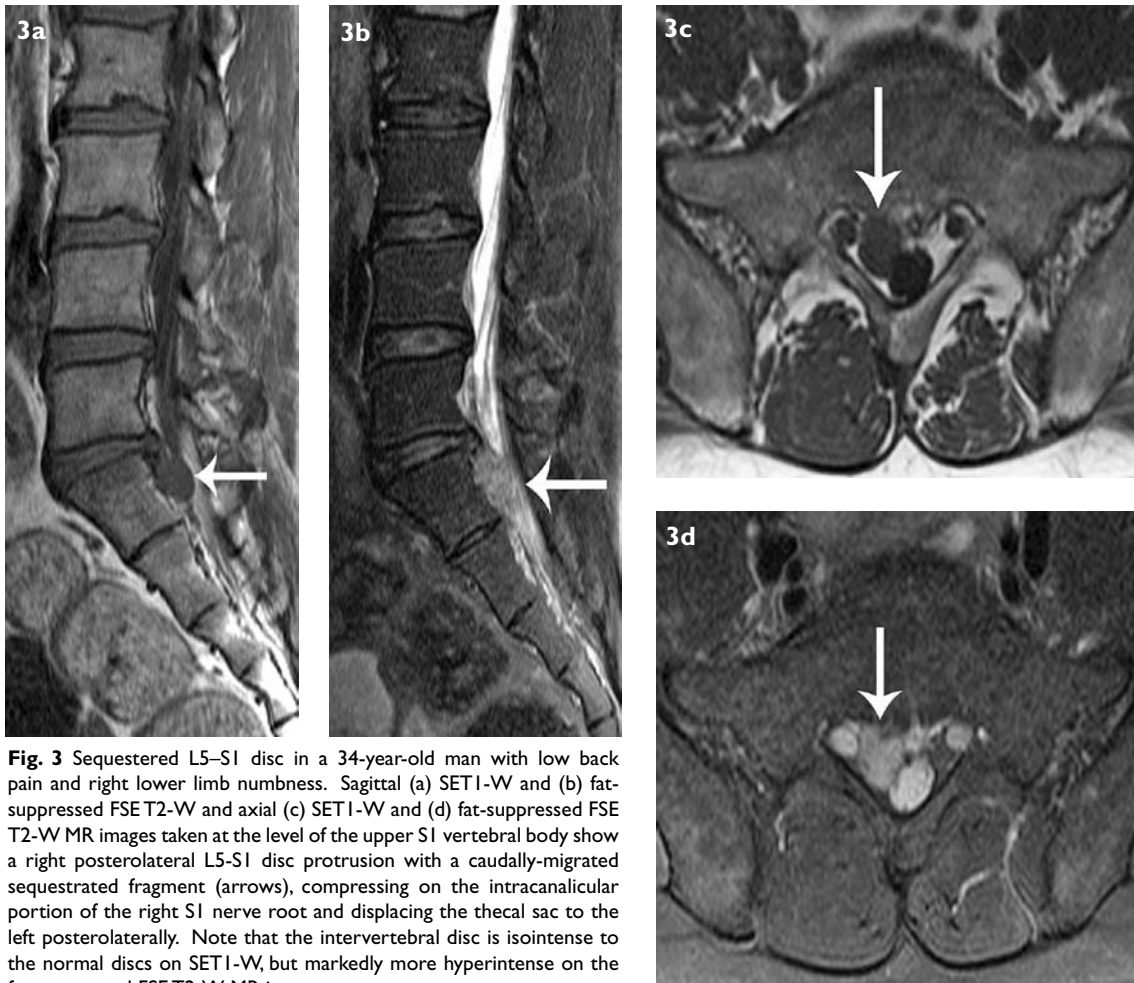 3a
3b
3c
3d
Fig. 3 Sequestered L5–S1 disc in a 34-year-old man with low back
pain and right lower limb numbness. Sagittal (a) SET1-W and (b) fat-
suppressed FSE T2-W and axial (c) SET1-W and (d) fat-suppressed FSE
T2-W MR images taken at the level of the upper S1 vertebral body show
a right posterolateral L5-S1 disc protrusion with a caudally-migrated
sequestrated fragment (arrows), compressing on the intracanalicular
portion of the right S1 nerve root and displacing the thecal sac to the
left posterolaterally. Note that the intervertebral disc is isointense to
the normal discs on SET1-W, but markedly more hyperintense on the